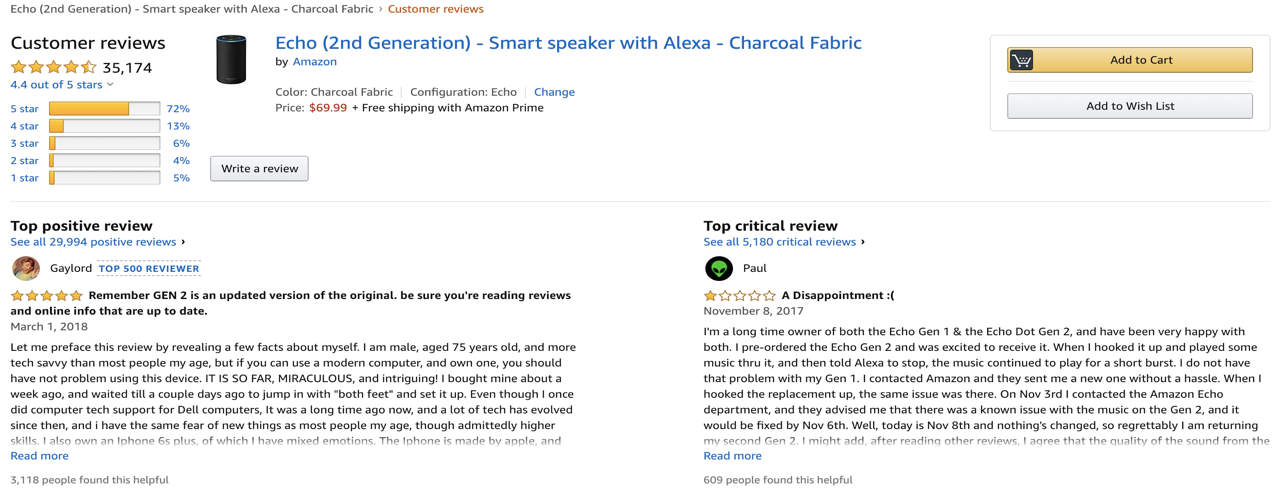 Echo (2nd Generation) - Smart speaker with Alexa - Charcoal Fabric › Customer reviews
Customer reviews
35,174
4.4 out of 5 stars
5 star 72%
4 star 13%
3 star 6%
2 star 4%
1 star 5%
Echo (2nd Generation) - Smart speaker with Alexa - Charcoal Fabric
by Amazon
Color: Charcoal Fabric | Configuration: Echo | Change
Price: $69.99 + Free shipping with Amazon Prime
Write a review
Add to Cart
Add to Wish List
Top positive review
See all 29,994 positive reviews ›
Gaylord TOP 500 REVIEWER
Remember GEN 2 is an updated version of the original. be sure you're reading reviews
and online info that are up to date.
March 1, 2018
Let me preface this review by revealing a few facts about myself. I am male, aged 75 years old, and more
tech savvy than most people my age, but if you can use a modern computer, and own one, you should
have not problem using this device. IT IS SO FAR, MIRACULOUS, and intriguing! I bought mine about a
week ago, and waited till a couple days ago to jump in with "both feet" and set it up. Even though I once
did computer tech support for Dell computers, It was a long time ago now, and a lot of tech has evolved
since then, and i have the same fear of new things as most people my age, though admittedly higher
skills. I also own an Iphone 6s plus, of which I have mixed emotions. The Iphone is made by apple, and
Read more
3,118 people found this helpful
Top critical review
See all 5,180 critical reviews ›
Paul
A Disappointment :(
November 8, 2017
I'm a long time owner of both the Echo Gen 1 & the Echo Dot Gen 2, and have been very happy with
both. I pre-ordered the Echo Gen 2 and was excited to receive it. When I hooked it up and played some
music thru it, and then told Alexa to stop, the music continued to play for a short burst. I do not have
that problem with my Gen 1. I contacted Amazon and they sent me a new one without a hassle. When I
hooked the replacement up, the same issue was there. On Nov 3rd I contacted the Amazon Echo
department, and they advised me that there was a known issue with the music on the Gen 2, and it
would be fixed by Nov 6th. Well, today is Nov 8th and nothing's changed, so regrettably I am returning
my second Gen 2. I might add, after reading other reviews, I agree that the quality of the sound from the
Read more
609 people found this helpful